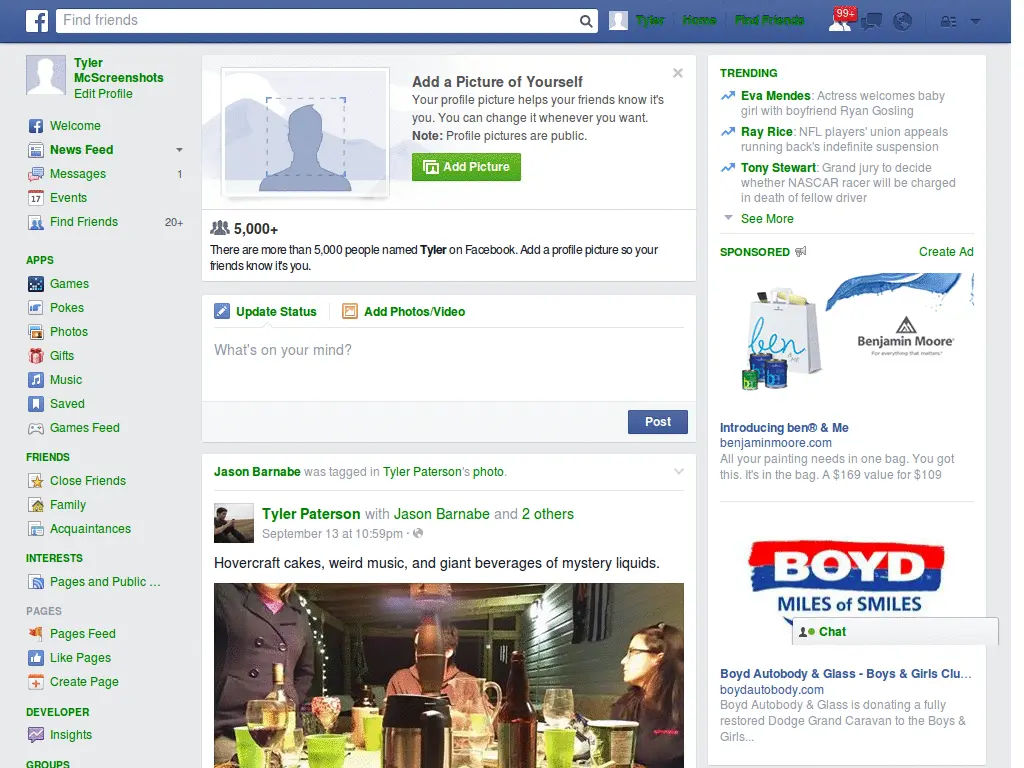 Find friends
Tyler
Home
Find Friends
99+
Tyler
McScreenshots
Edit Profile
Welcome
News Feed
Messages 1
17 Events
Find Friends 20+
APPS
Games
Pokes
Photos
Gifts
Music
Saved
Games Feed
FRIENDS
Close Friends
Family
Acquaintances
INTERESTS
Pages and Public ...
PAGES
Pages Feed
Like Pages
Create Page
DEVELOPER
Insights
GROUPS
Add a Picture of Yourself
Your profile picture helps your friends know it's
you. You can change it whenever you want.
Note: Profile pictures are public.
Add Picture
5,000+
There are more than 5,000 people named Tyler on Facebook. Add a profile picture so your
friends know it's you.
Update Status
Add Photos/Video
What's on your mind?
Post
Jason Barnabe was tagged in Tyler Paterson's photo.
Tyler Paterson with Jason Barnabe and 2 others
September 13 at 10:59pm ·
Hovercraft cakes, weird music, and giant beverages of mystery liquids.
TRENDING
Eva Mendes: Actress welcomes baby
girl with boyfriend Ryan Gosling
Ray Rice: NFL players' union appeals
running back's indefinite suspension
Tony Stewart: Grand jury to decide
whether NASCAR racer will be charged
in death of fellow driver
See More
SPONSORED
Create Ad
ben
Benjamin Moore
For everything that matters.
Introducing ben® & Me
benjaminmoore.com
All your painting needs in one bag. You got
this. It's in the bag. A $169 value for $109
BOYD
MILES of SMILES
Chat
Boyd Autobody & Glass - Boys & Girls Clu...
boydautobody.com
Boyd Autobody & Glass is donating a fully
restored Dodge Grand Caravan to the Boys &
Girls...